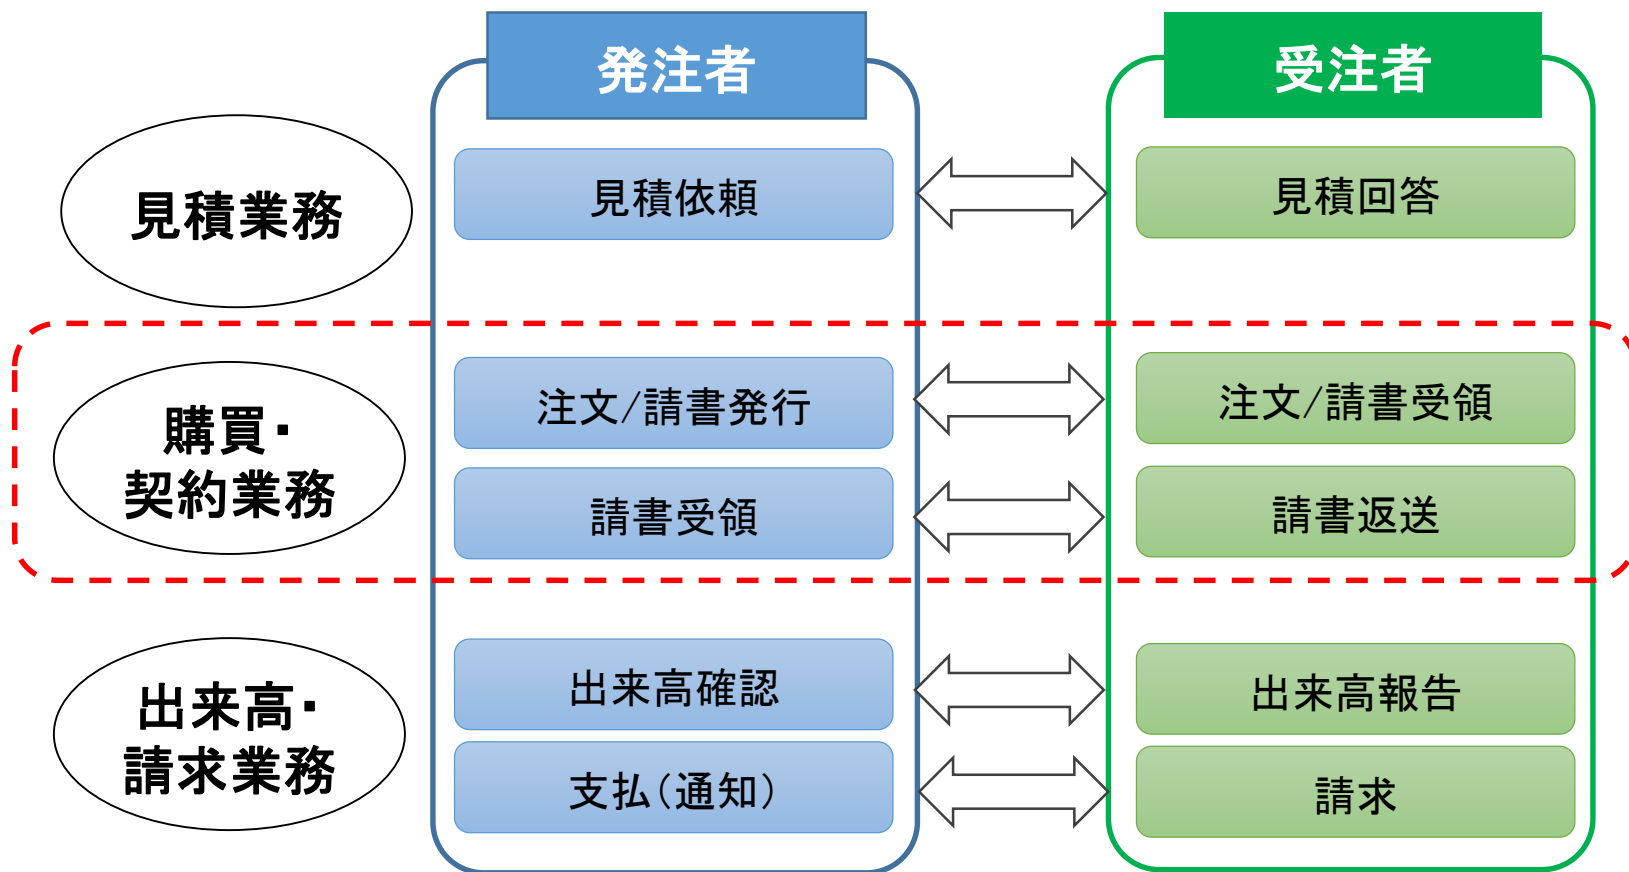 発注者
受注者
見積業務
見積依頼
見積回答
購買・
契約業務
注文/請書発行
注文/請書受領
請書受領
請書返送
出来高・
請求業務
出来高確認
出来高報告
支払(通知)
請求